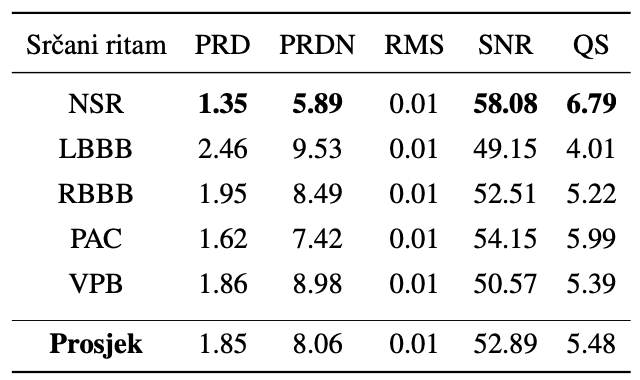 Srčani ritam PRD PRDN RMS SNR QS
NSR 1.35 5.89 0.01 58.08 6.79
LBBB 2.46 9.53 0.01 49.15 4.01
RBBB 1.95 8.49 0.01 52.51 5.22
PAC 1.62 7.42 0.01 54.15 5.99
VPB 1.86 8.98 0.01 50.57 5.39
Prosjek 1.85 8.06 0.01 52.89 5.48